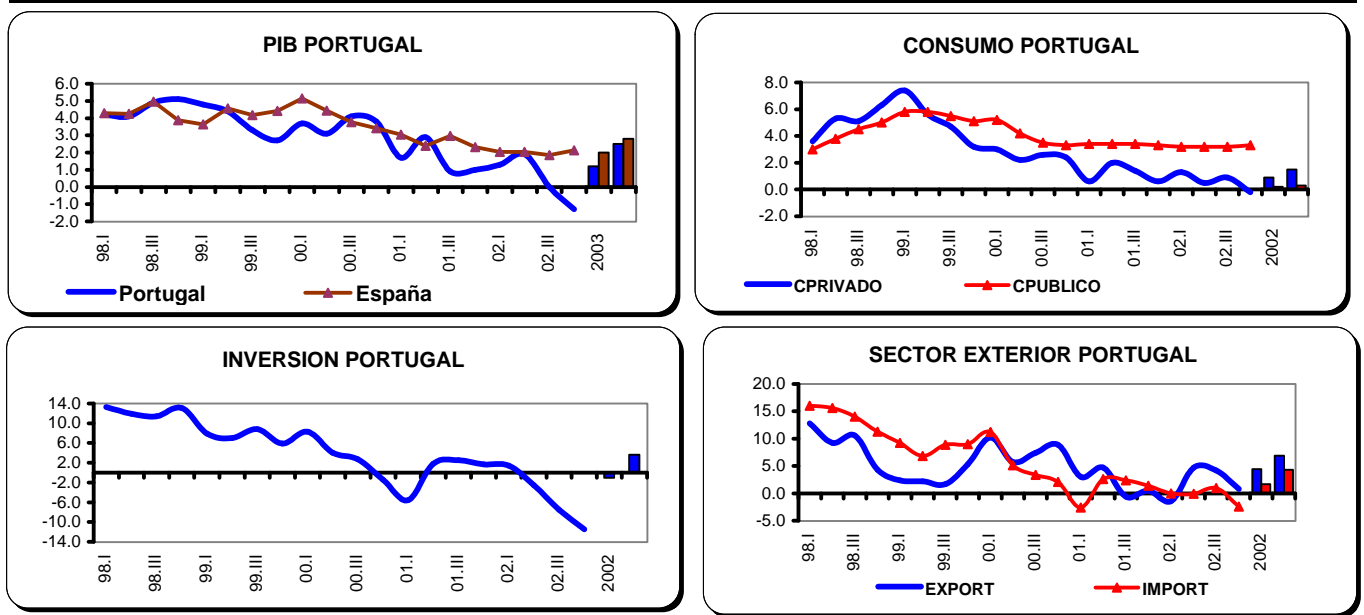 PIB PORTUGAL
6.0
5.0
4.0
3.0
2.0
1.0
0.0
-1.0
-2.0
98.I
98.III
99.I
99.III
00.I
00.III
01.I
01.III
02.I
02.III
2003
Portugal España
CONSUMO PORTUGAL
8.0
6.0
4.0
2.0
0.0
-2.0
98.I
98.III
99.I
99.III
00.I
00.III
01.I
01.III
02.I
02.III
2002
CPRIVADO CPUBLICO
INVERSION PORTUGAL
14.0
10.0
6.0
2.0
-2.0
-6.0
-10.0
-14.0
98.I
98.III
99.I
99.III
00.I
00.III
01.I
01.III
02.I
02.III
2002
SECTOR EXTERIOR PORTUGAL
20.0
15.0
10.0
5.0
0.0
-5.0
98.I
98.III
99.I
99.III
00.I
00.III
01.I
01.III
02.I
02.III
2002
EXPORT IMPORT